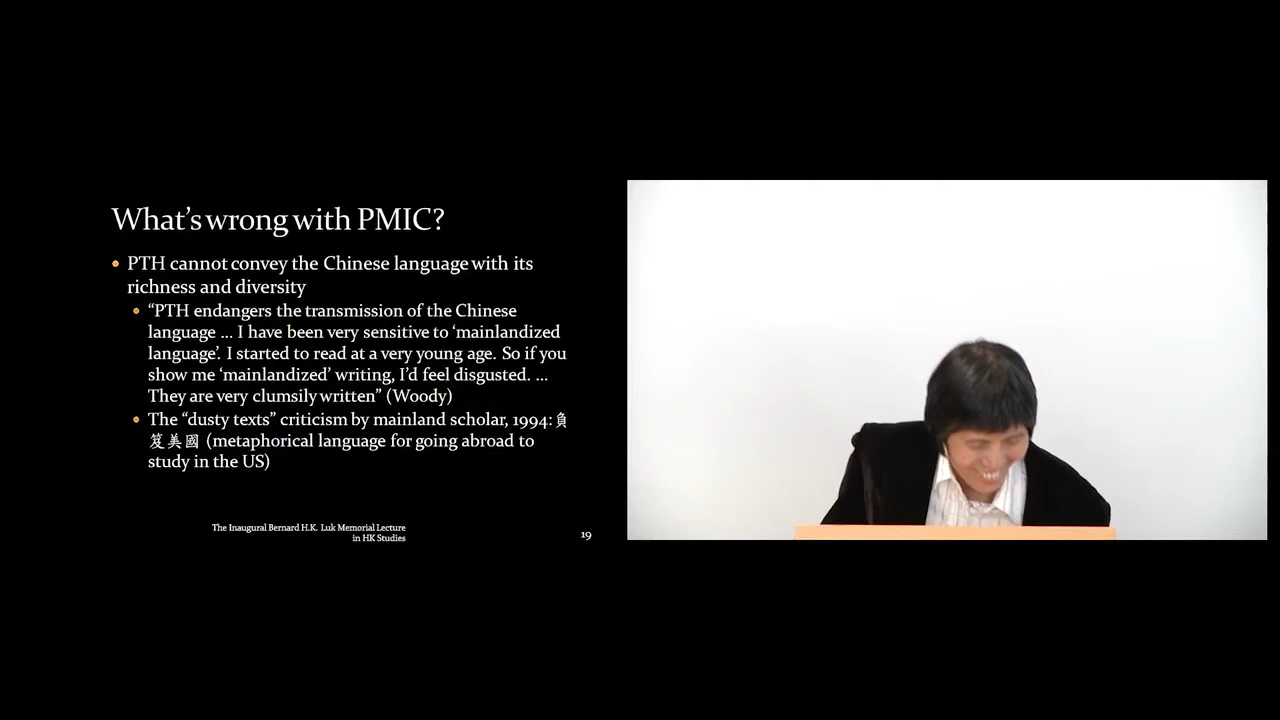 What's wrong with PMIC?
PTH cannot convey the Chinese language with its
richness and diversity
“PTH endangers the transmission of the Chinese
language ... I have been very sensitive to ‘mainlandized
language’. I started to read at a very young age. So if you
show me ‘mainlandized’ writing, I’d feel disgusted. ...
They are very clumsily written” (Woody)
The “dusty texts” criticism by mainland scholar, 1994: 負
笈美國 (metaphorical language for going abroad to
study in the US)
The Inaugural Bernard H.K. Luk Memorial Lecture
in HK Studies
19